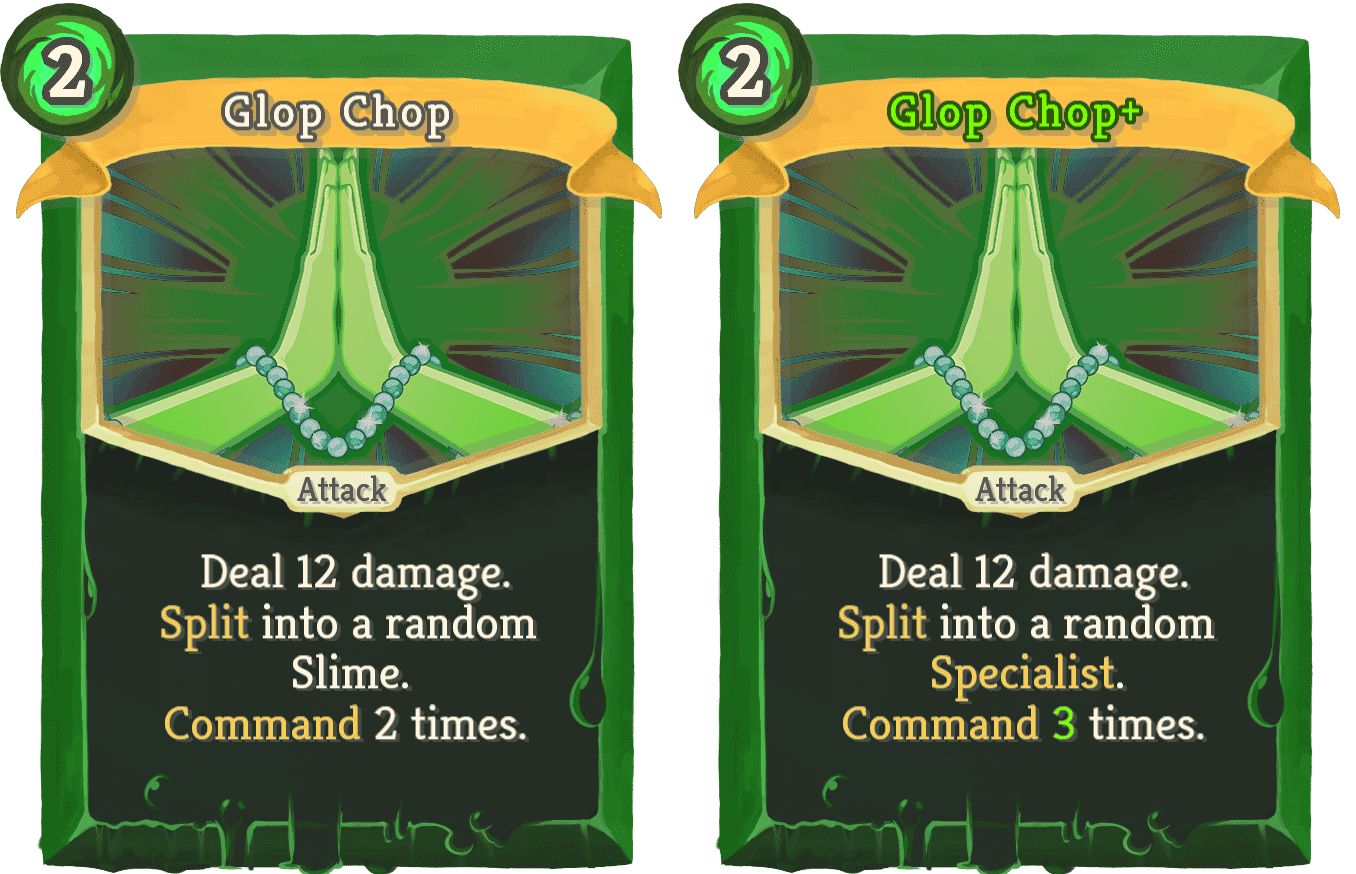 2
Glop Chop
Attack
Deal 12 damage.
Split into a random
Slime.
Command 2 times.
2
Glop Chop+
Attack
Deal 12 damage.
Split into a random
Specialist.
Command 3 times.